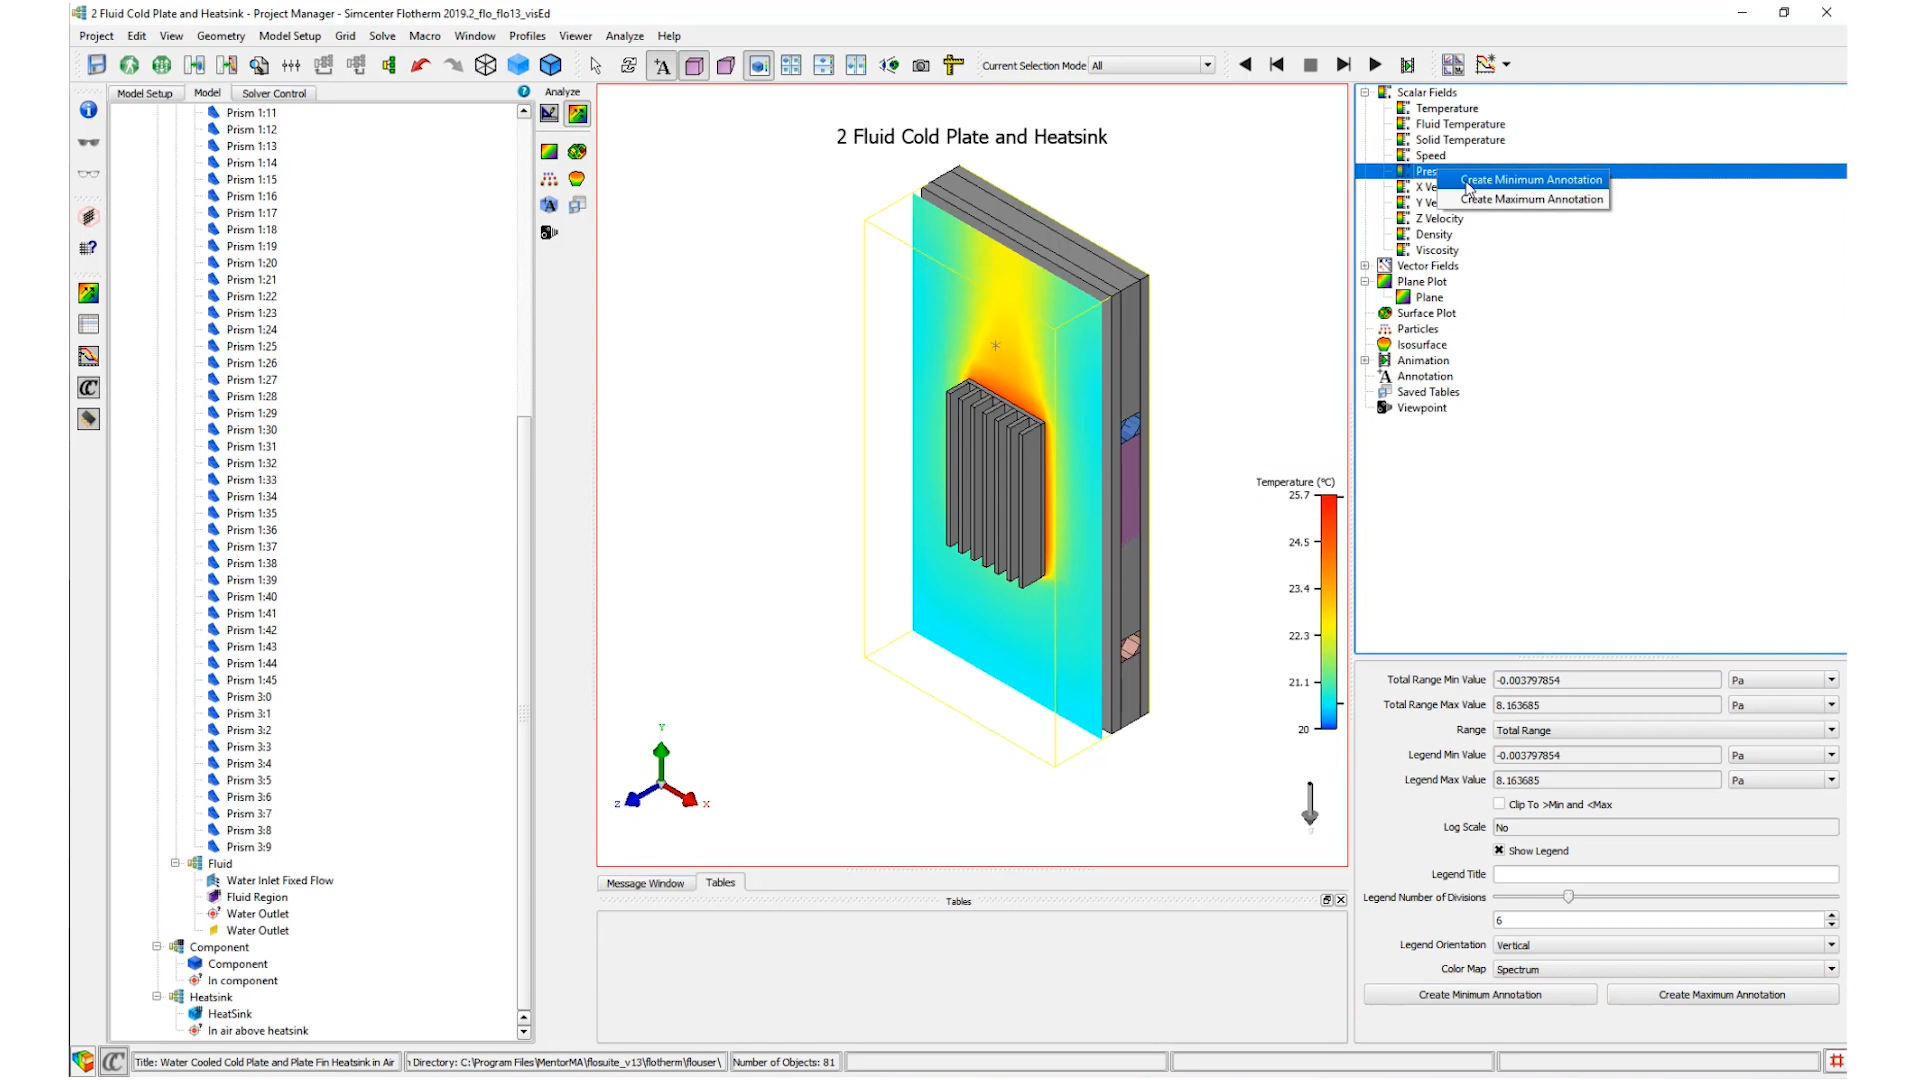 2 Fluid Cold Plate and Heatsink - Project Manager - Simcenter Flotherm 2019.2_flo_flo13_visEd
Project Edit View Geometry Model Setup Grid Solve Macro Window Profiles Viewer Analyze Help
Current Selection Mode All
Model Setup Model Solver Control
Prism 1:11
Prism 1:12
Prism 1:13
Prism 1:14
Prism 1:15
Prism 1:16
Prism 1:17
Prism 1:18
Prism 1:19
Prism 1:20
Prism 1:21
Prism 1:22
Prism 1:23
Prism 1:24
Prism 1:25
Prism 1:26
Prism 1:27
Prism 1:28
Prism 1:29
Prism 1:30
Prism 1:31
Prism 1:32
Prism 1:33
Prism 1:34
Prism 1:35
Prism 1:36
Prism 1:37
Prism 1:38
Prism 1:39
Prism 1:40
Prism 1:41
Prism 1:42
Prism 1:43
Prism 1:44
Prism 1:45
Prism 3:0
Prism 3:1
Prism 3:2
Prism 3:3
Prism 3:4
Prism 3:5
Prism 3:6
Prism 3:7
Prism 3:8
Prism 3:9
Fluid
Water Inlet Fixed Flow
Fluid Region
Water Outlet
Water Outlet
Component
Component
In component
Heatsink
HeatSink
In air above heatsink
Analyze
2 Fluid Cold Plate and Heatsink
Temperature (°C)
25.7
24.5
23.4
22.3
21.1
20
Y
Z
X
g
Message Window Tables
Tables
Scalar Fields
Temperature
Fluid Temperature
Solid Temperature
Speed
Pres
X Ve
Y Ve
Z Velocity
Density
Viscosity
Create Minimum Annotation
Create Maximum Annotation
Vector Fields
Plane Plot
Plane
Surface Plot
Particles
Isosurface
Animation
Annotation
Saved Tables
Viewpoint
Total Range Min Value -0.003797854 Pa
Total Range Max Value 8.163685 Pa
Range Total Range
Legend Min Value -0.003797854 Pa
Legend Max Value 8.163685 Pa
Clip To >Min and <Max
Log Scale No
Show Legend
Legend Title
Legend Number of Divisions
6
Legend Orientation Vertical
Color Map Spectrum
Create Minimum Annotation Create Maximum Annotation
Title: Water Cooled Cold Plate and Plate Fin Heatsink in Air
n Directory: C:\Program Files\MentorMA\flosuite_v13\flotherm\flouser\
Number of Objects: 81